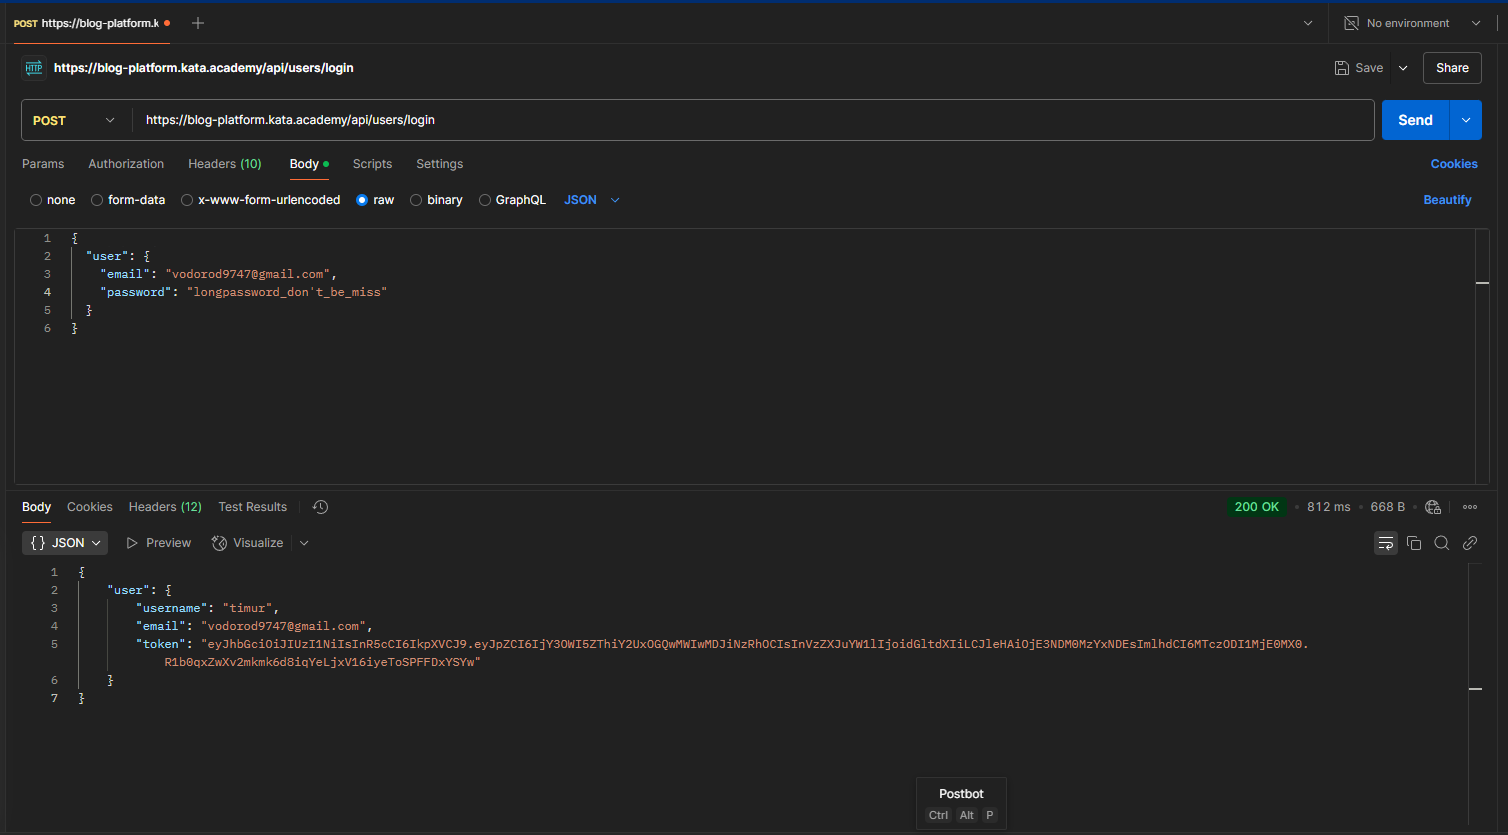 POST https://blog-platform.k
No environment
HTTP https://blog-platform.kata.academy/api/users/login
Save
Share
POST
https://blog-platform.kata.academy/api/users/login
Send
Params Authorization Headers (10) Body Scripts Settings
Cookies
none form-data x-www-form-urlencoded raw binary GraphQL JSON
Beautify
1 {
2 "user": {
3 "email": "vodorod9747@gmail.com",
4 "password": "longpassword_don't_be_miss"
5 }
6 }
Body Cookies Headers (12) Test Results
200 OK • 812 ms • 668 B
{} JSON Preview Visualize
1 {
2 "user": {
3 "username": "timur",
4 "email": "vodorod9747@gmail.com",
5 "token": "eyJhbGciOiJIUzI1NiIsInR5cCI6IkpXVCJ9.eyJpZCI6IjY3OWI5ZThiY2UxOGQwMWIwMDJiNzRhOCIsInVzZXJuYW1lIjoidGltdXIiLCJleHAiOjE3NDM0MzYxNDEsImlhdCI6MTczODI1MjE0MX0.
R1b0qxZwXv2mkmk6d8iqYeLjxV16iyeToSPFFDxYSYw"
6 }
7 }
Postbot
Ctrl Alt P